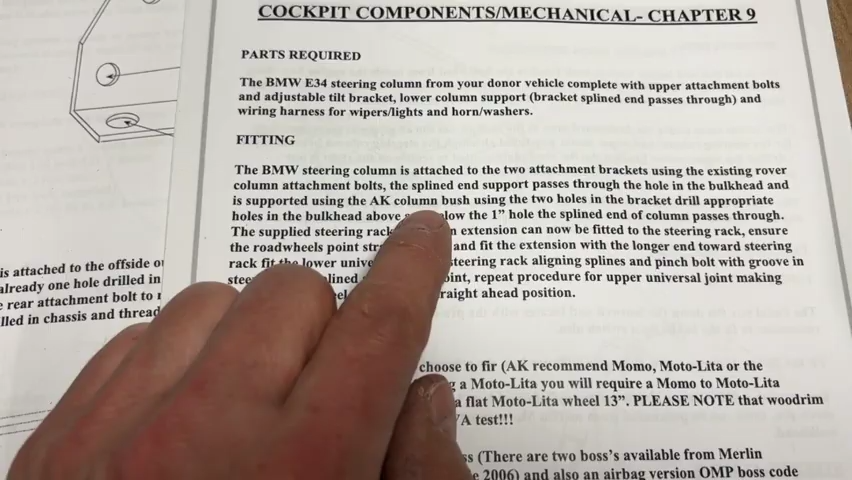 COCKPIT COMPONENTS/MECHANICAL- CHAPTER 9
PARTS REQUIRED
The BMW E34 steering column from your donor vehicle complete with upper attachment bolts
and adjustable tilt bracket, lower column support (bracket splined end passes through) and
wiring harness for wipers/lights and horn/washers.
FITTING
The BMW steering column is attached to the two attachment brackets using the existing rover
column attachment bolts, the splined end support passes through the hole in the bulkhead and
is supported using the AK column bush using the two holes in the bracket drill appropriate
holes in the bulkhead above the 1” hole the splined end of column passes through.
The supplied steering rack extension can now be fitted to the steering rack, ensure
the roadwheels point and fit the extension with the longer end toward steering
rack fit the lower steering rack aligning splines and pinch bolt with groove in
repeat procedure for upper universal joint making
ahead position.
choose to fir (AK recommend Momo, Moto-Lita or the
a Moto-Lita you will require a Momo to Moto-Lita
a flat Moto-Lita wheel 13”. PLEASE NOTE that woodrim
test!!!
(There are two boss’s available from Merlin
2006) and also an airbag version OMP boss code
is attached to the offside
already one hole drilled in
rear attachment bolt to
in chassis and thread